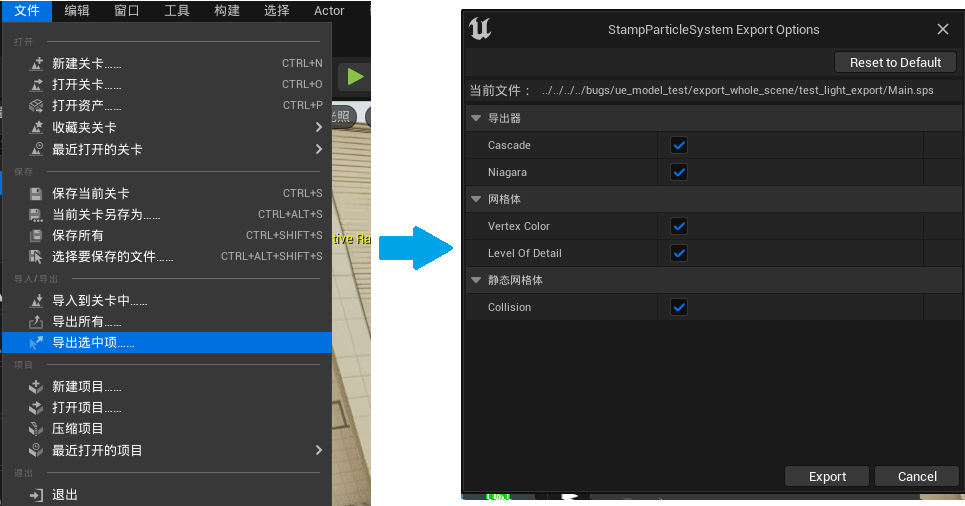 文件 编辑 窗口 工具 构建 选择 Actor
打开
新建关卡...... CTRL+N
打开关卡...... CTRL+O
打开资产...... CTRL+P
收藏夹关卡
最近打开的关卡
保存
保存当前关卡 CTRL+S
当前关卡另存为...... CTRL+ALT+S
保存所有 CTRL+SHIFT+S
选择要保存的文件...... CTRL+ALT+SHIFT+S
导入/导出
导入到关卡中......
导出所有......
导出选中项......
项目
新建项目......
打开项目......
压缩项目
最近打开的项目
退出
退出
光照
tive Ra
StampParticleSystem Export Options
Reset to Default
当前文件： ../../../../bugs/ue_model_test/export_whole_scene/test_light_export/Main.sps
导出器
Cascade
Niagara
网格体
Vertex Color
Level Of Detail
静态网格体
Collision
Export Cancel